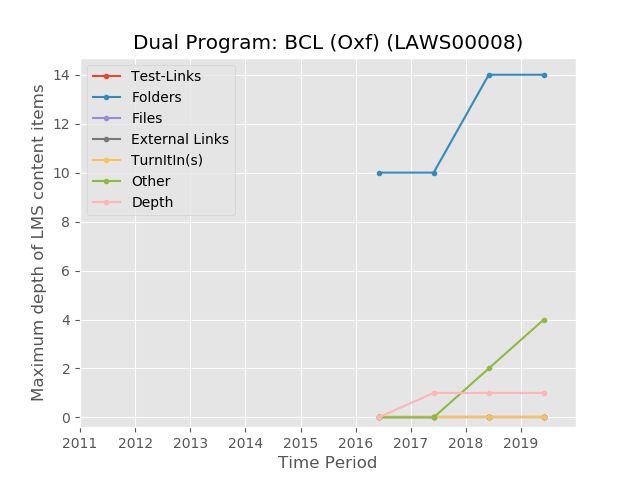 Dual Program: BCL (Oxf) (LAWS00008)
Test-Links
Folders
Files
External Links
TurnItIn(s)
Other
Depth
Maximum depth of LMS content items
14
12
10
8
6
4
2
0
2011 2012 2013 2014 2015 2016 2017 2018 2019
Time Period